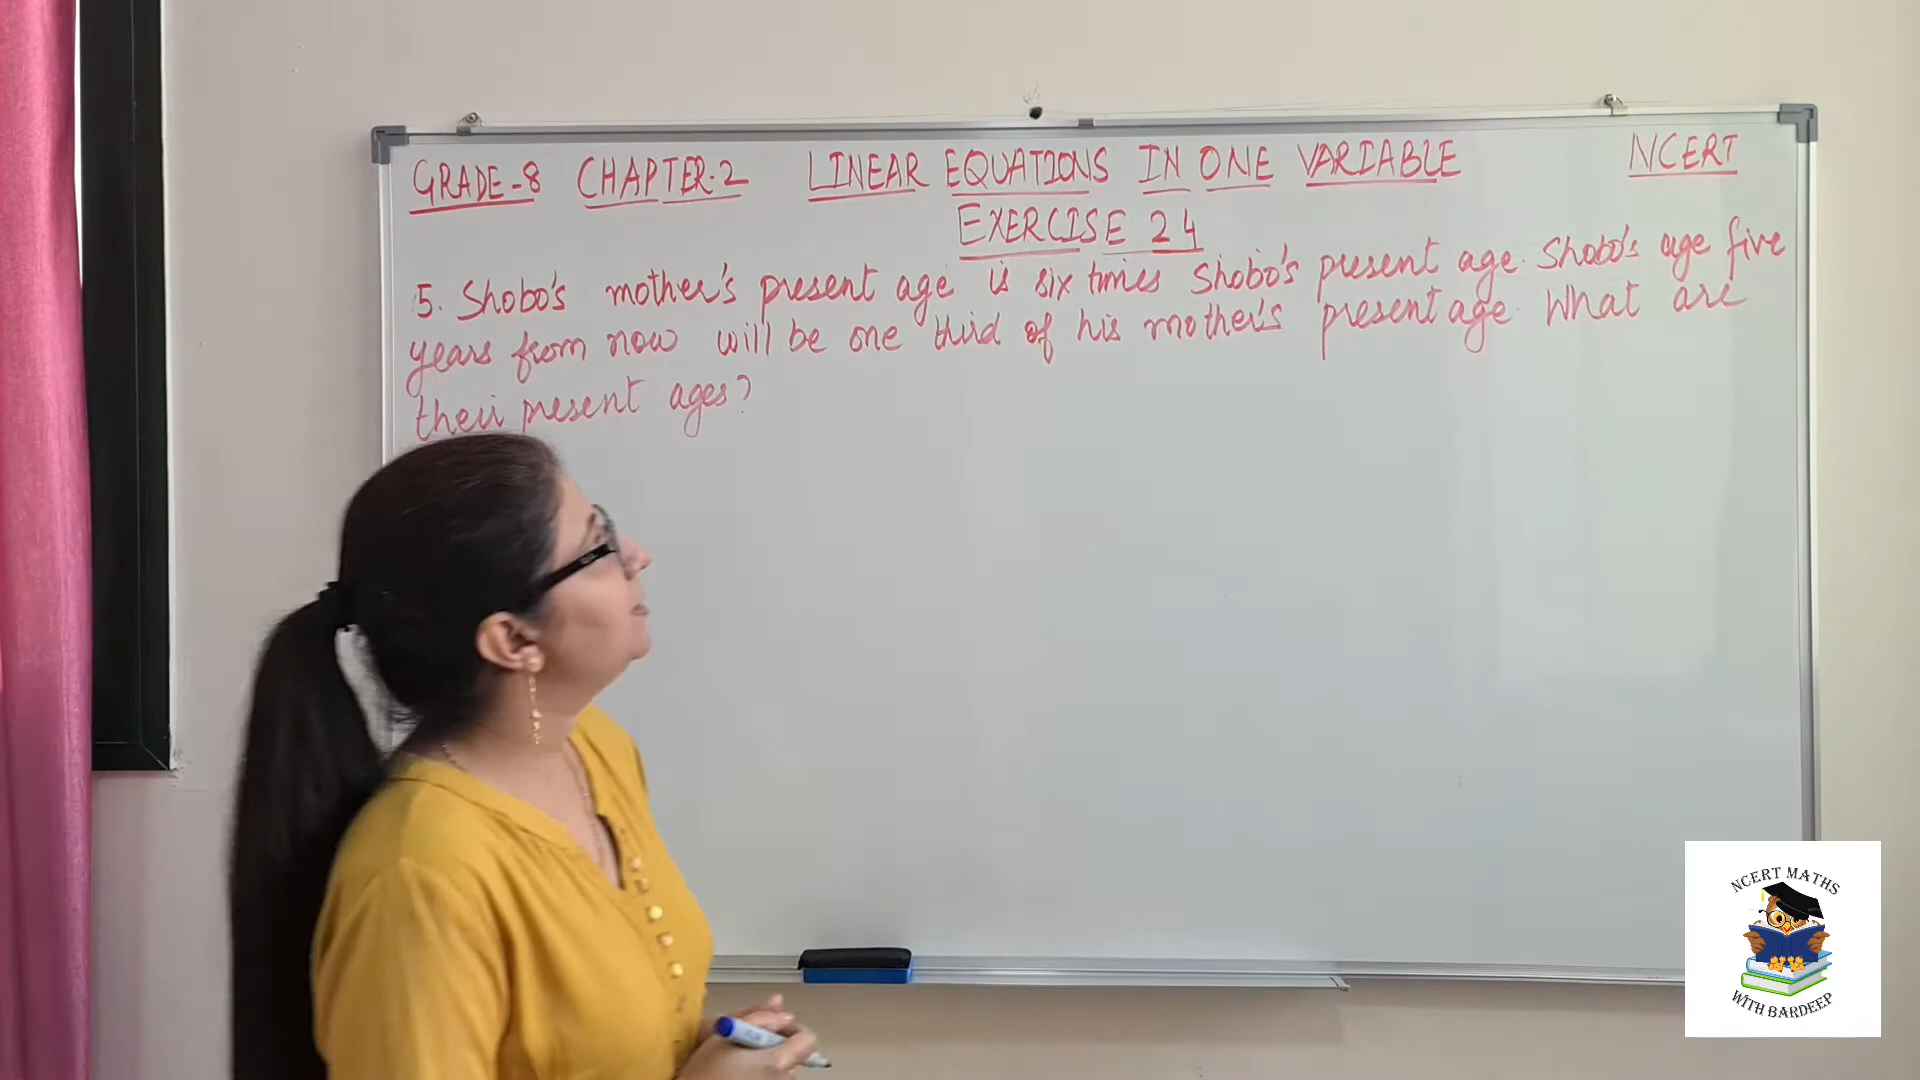 GRADE-8 CHAPTER.2 LINEAR EQUATIONS IN ONE VARIABLE NCERT
EXERCISE 24
5. Shobo's mother's present age is six times Shobo's present age. Shobo's age five
years from now will be one third of his mother's present age. What are
their present ages?
NCERT MATHS
WITH BARDEEP